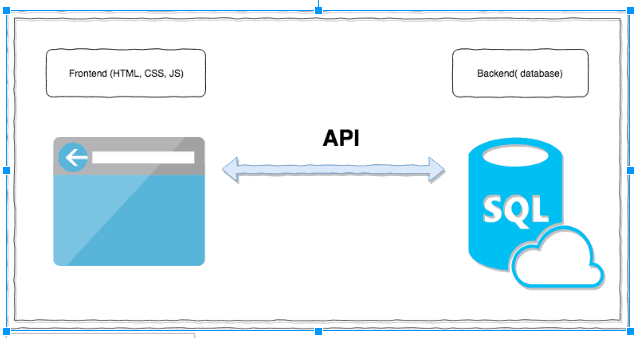 Frontend (HTML, CSS, JS)
Backend( database)
API
SQL